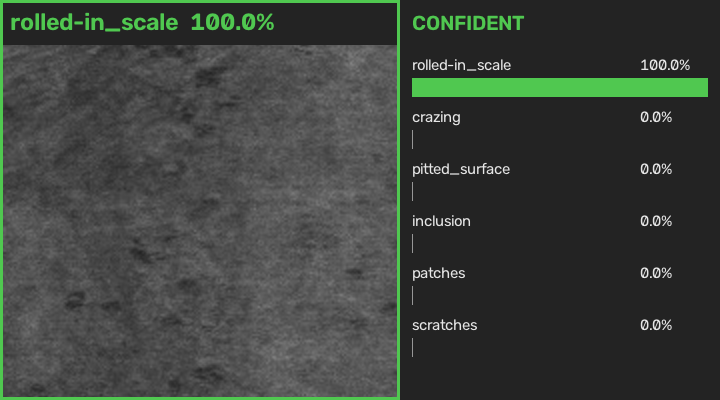 rolled-in_scale 100.0%
CONFIDENT
rolled-in_scale 100.0%
crazing 0.0%
pitted_surface 0.0%
inclusion 0.0%
patches 0.0%
scratches 0.0%